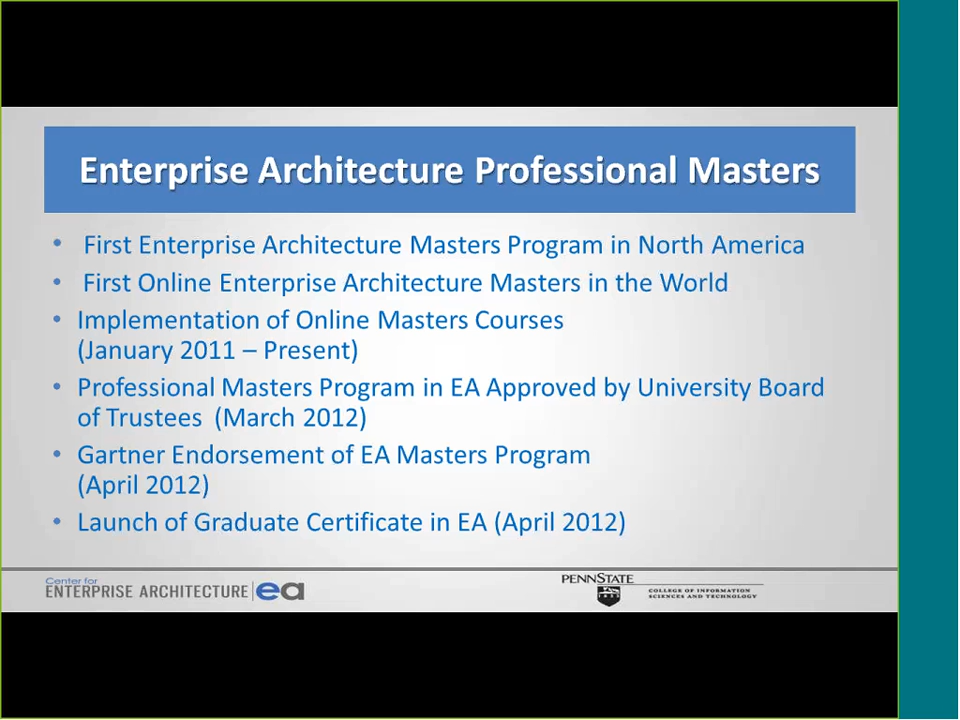 Enterprise Architecture Professional Masters
• First Enterprise Architecture Masters Program in North America
• First Online Enterprise Architecture Masters in the World
• Implementation of Online Masters Courses
(January 2011 – Present)
• Professional Masters Program in EA Approved by University Board
of Trustees (March 2012)
• Gartner Endorsement of EA Masters Program
(April 2012)
• Launch of Graduate Certificate in EA (April 2012)
Center for
ENTERPRISE ARCHITECTURE | ea
PENNSTATE
COLLEGE OF INFORMATION
SCIENCES AND TECHNOLOGY